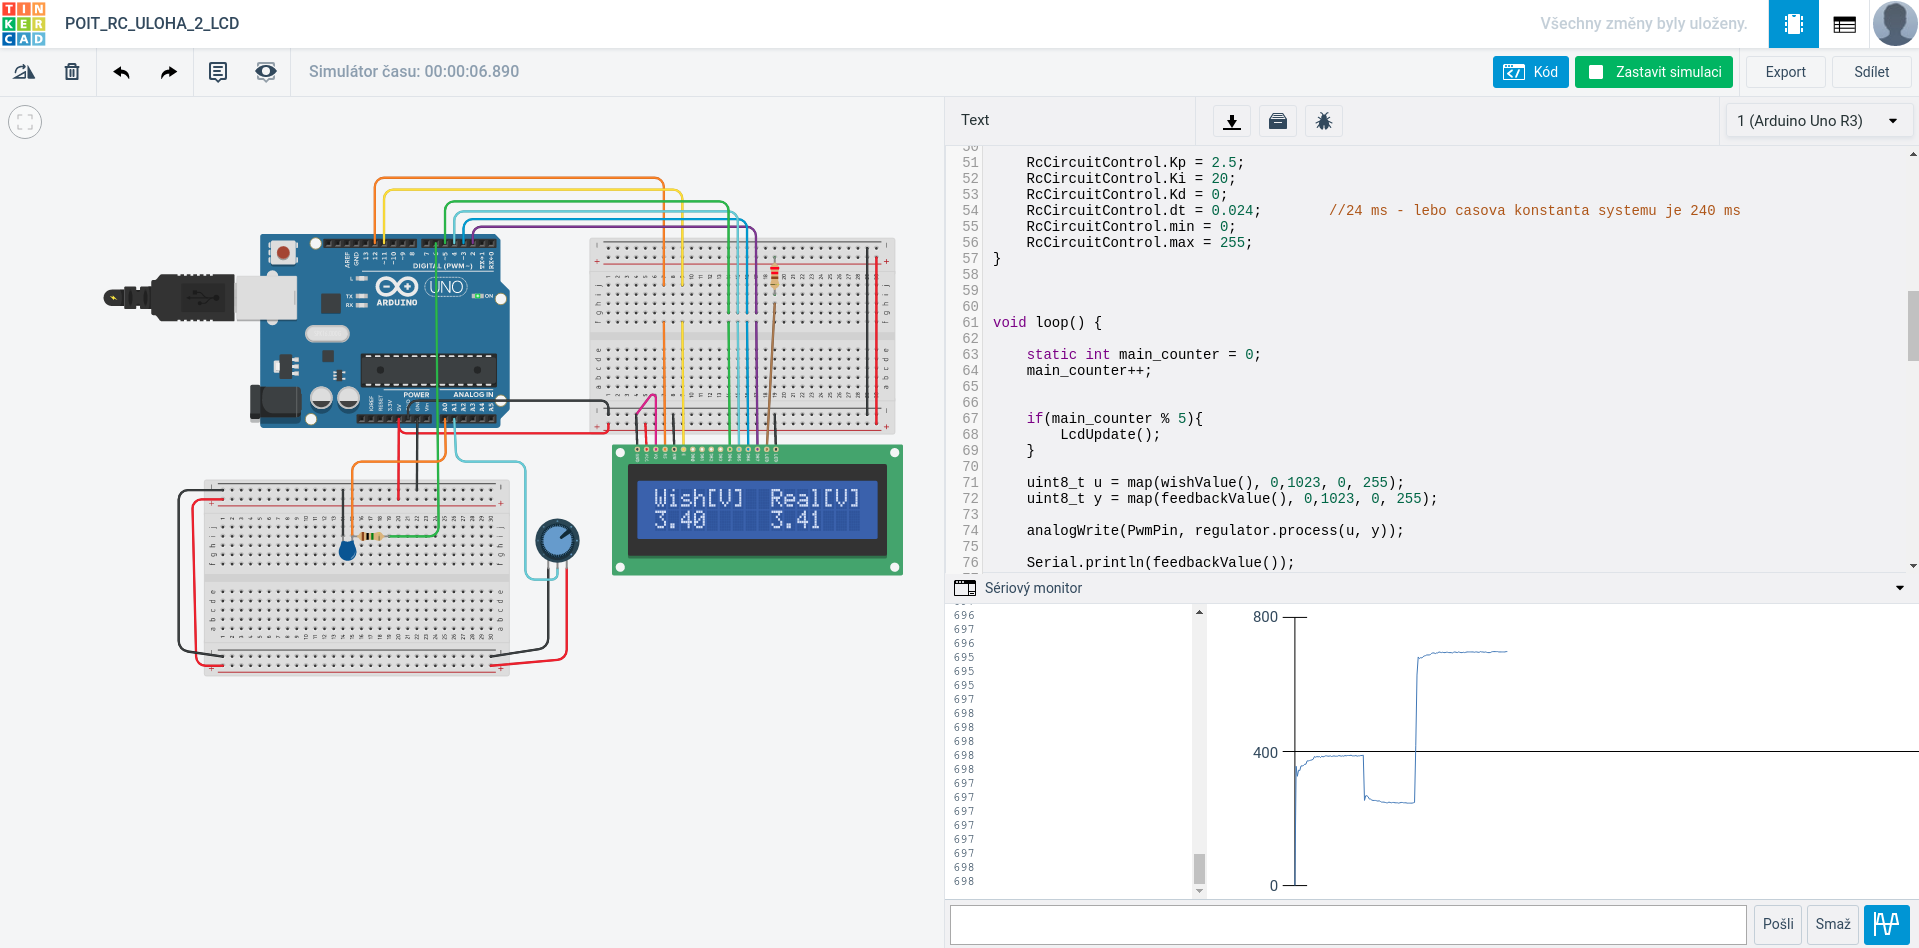 TIN
KER
CAD
POIT_RC_ULOHA_2_LCD
Všechny změny byly uloženy.
Simulátor času: 00:00:06.890
Kód
Zastavit simulaci
Export
Sdílet
Text
1 (Arduino Uno R3)
50
51 RcCircuitControl.Kp = 2.5;
52 RcCircuitControl.Ki = 20;
53 RcCircuitControl.Kd = 0;
54 RcCircuitControl.dt = 0.024; //24 ms - lebo casova konstanta systemu je 240 ms
55 RcCircuitControl.min = 0;
56 RcCircuitControl.max = 255;
57 }
58
59
60
61 void loop() {
62
63 static int main_counter = 0;
64 main_counter++;
65
66
67 if(main_counter % 5){
68 LcdUpdate();
69 }
70
71 uint8_t u = map(wishValue(), 0,1023, 0, 255);
72 uint8_t y = map(feedbackValue(), 0,1023, 0, 255);
73
74 analogWrite(PwmPin, regulator.process(u, y));
75
76 Serial.println(feedbackValue());
DIGITAL (PWM~)
UNO
ARDUINO
ON
TX
RX
L
AREF
GND
POWER
ANALOG IN
Wish[V] Real[V]
3.40 3.41
Sériový monitor
696
697
696
695
695
695
697
698
698
698
698
698
697
697
697
697
697
697
698
698
800
400
0
Pošli
Smaž